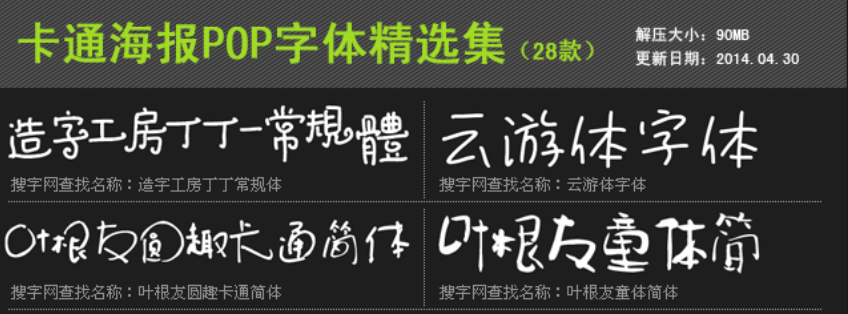 卡通海报POP字体精选集（28款）
解压大小：90MB
更新日期：2014.04.30
造字工房丁丁一常規體
云游体字体
搜字网查找名称：造字工房丁丁常规体
搜字网查找名称：云游体字体
叶根友圆趣卡通简体
叶根友童体简
搜字网查找名称：叶根友圆趣卡通简体
搜字网查找名称：叶根友童体简体